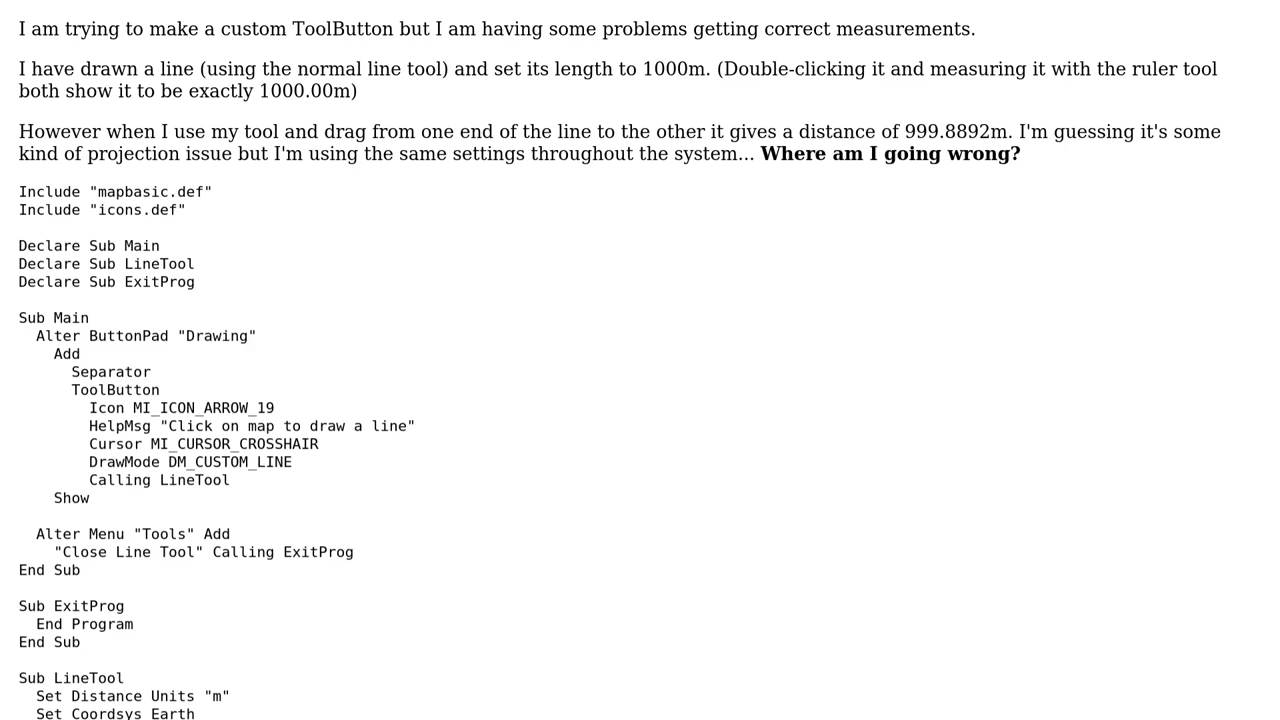 I am trying to make a custom ToolButton but I am having some problems getting correct measurements.
I have drawn a line (using the normal line tool) and set its length to 1000m. (Double-clicking it and measuring it with the ruler tool
both show it to be exactly 1000.00m)
However when I use my tool and drag from one end of the line to the other it gives a distance of 999.8892m. I'm guessing it's some
kind of projection issue but I'm using the same settings throughout the system... Where am I going wrong?
Include "mapbasic.def"
Include "icons.def"
Declare Sub Main
Declare Sub LineTool
Declare Sub ExitProg
Sub Main
  Alter ButtonPad "Drawing"
    Add
      Separator
      ToolButton
        Icon MI_ICON_ARROW_19
        HelpMsg "Click on map to draw a line"
        Cursor MI_CURSOR_CROSSHAIR
        DrawMode DM_CUSTOM_LINE
        Calling LineTool
    Show
  Alter Menu "Tools" Add
    "Close Line Tool" Calling ExitProg
End Sub
Sub ExitProg
  End Program
End Sub
Sub LineTool
  Set Distance Units "m"
  Set Coordsys Earth